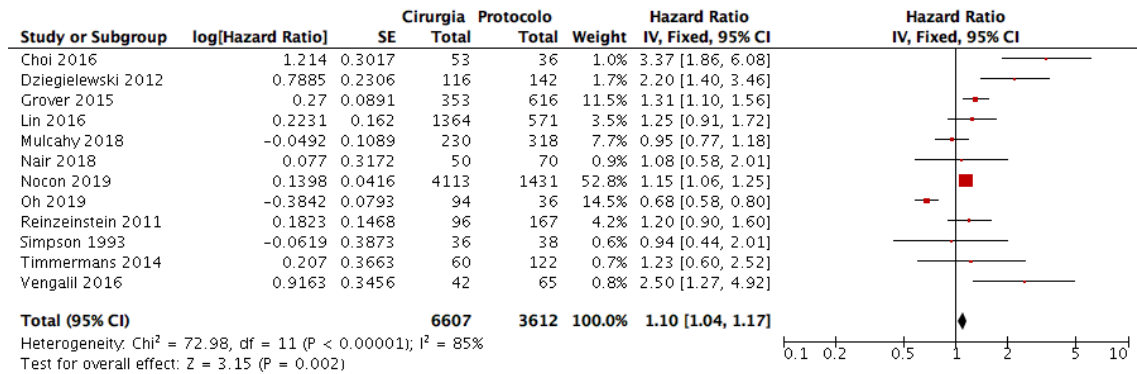 Cirurgia Protocolo Hazard Ratio Hazard Ratio
Study or Subgroup log[Hazard Ratio] SE Total Total Weight IV, Fixed, 95% CI IV, Fixed, 95% CI
Choi 2016 1.214 0.3017 53 36 1.0% 3.37 [1.86, 6.08]
Dziegielewski 2012 0.7885 0.2306 116 142 1.7% 2.20 [1.40, 3.46]
Grover 2015 0.27 0.0891 353 616 11.5% 1.31 [1.10, 1.56]
Lin 2016 0.2231 0.162 1364 571 3.5% 1.25 [0.91, 1.72]
Mulcahy 2018 -0.0492 0.1089 230 318 7.7% 0.95 [0.77, 1.18]
Nair 2018 0.077 0.3172 50 70 0.9% 1.08 [0.58, 2.01]
Nocon 2019 0.1398 0.0416 4113 1431 52.8% 1.15 [1.06, 1.25]
Oh 2019 -0.3842 0.0793 94 36 14.5% 0.68 [0.58, 0.80]
Reinzeinstein 2011 0.1823 0.1468 96 167 4.2% 1.20 [0.90, 1.60]
Simpson 1993 -0.0619 0.3873 36 38 0.6% 0.94 [0.44, 2.01]
Timmermans 2014 0.207 0.3663 60 122 0.7% 1.23 [0.60, 2.52]
Vengalil 2016 0.9163 0.3456 42 65 0.8% 2.50 [1.27, 4.92]
Total (95% CI) 6607 3612 100.0% 1.10 [1.04, 1.17]
Heterogeneity: Chi² = 72.98, df = 11 (P < 0.00001); I² = 85%
Test for overall effect: Z = 3.15 (P = 0.002)
0.1 0.2 0.5 1 2 5 10